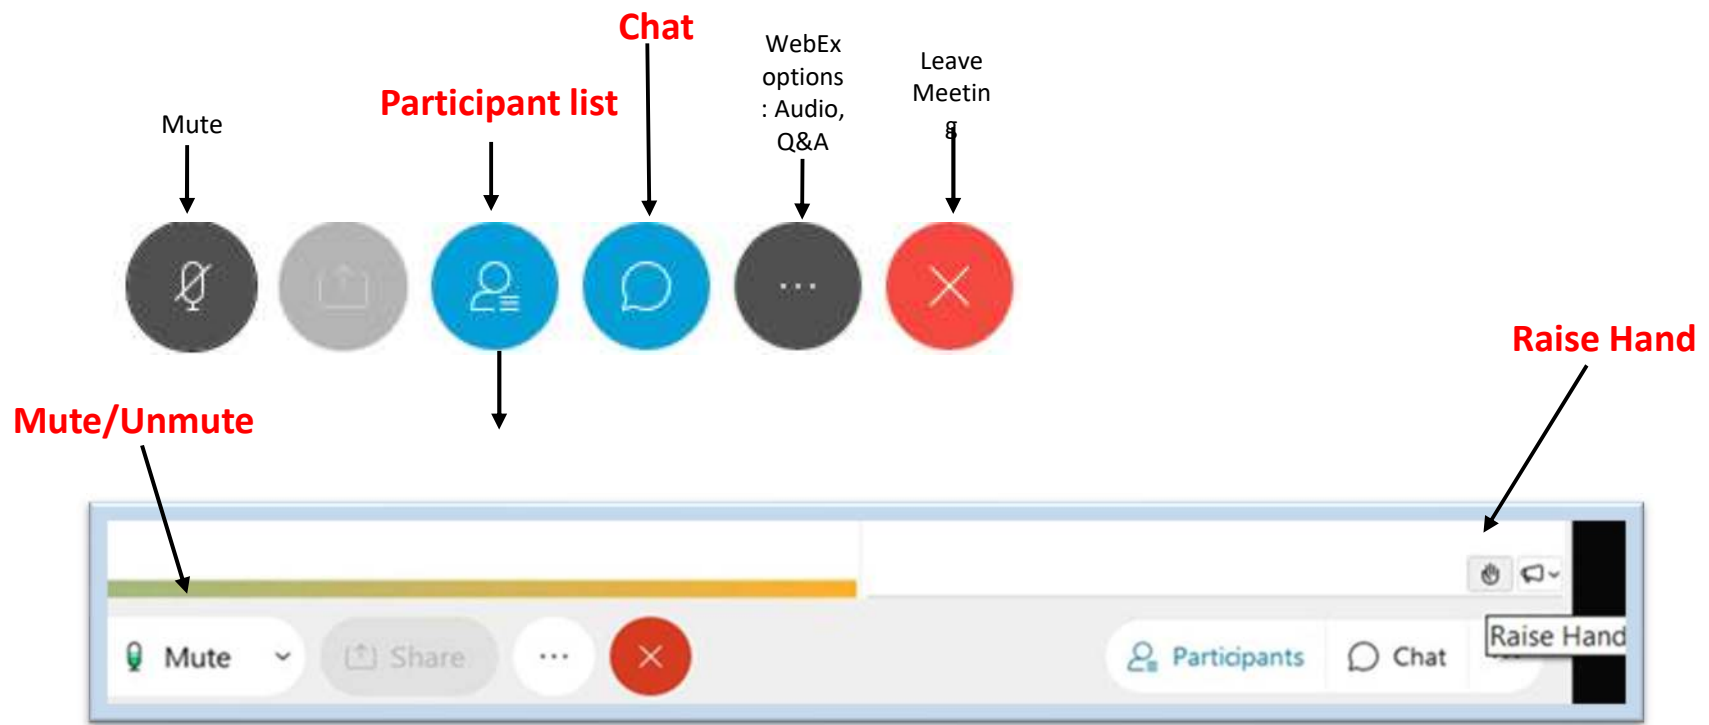 Chat
WebEx
options
: Audio,
Q&A
Leave
Meetin
g
Participant list
Mute
Raise Hand
Mute/Unmute
Mute
Share
Participants
Chat
Raise Hand